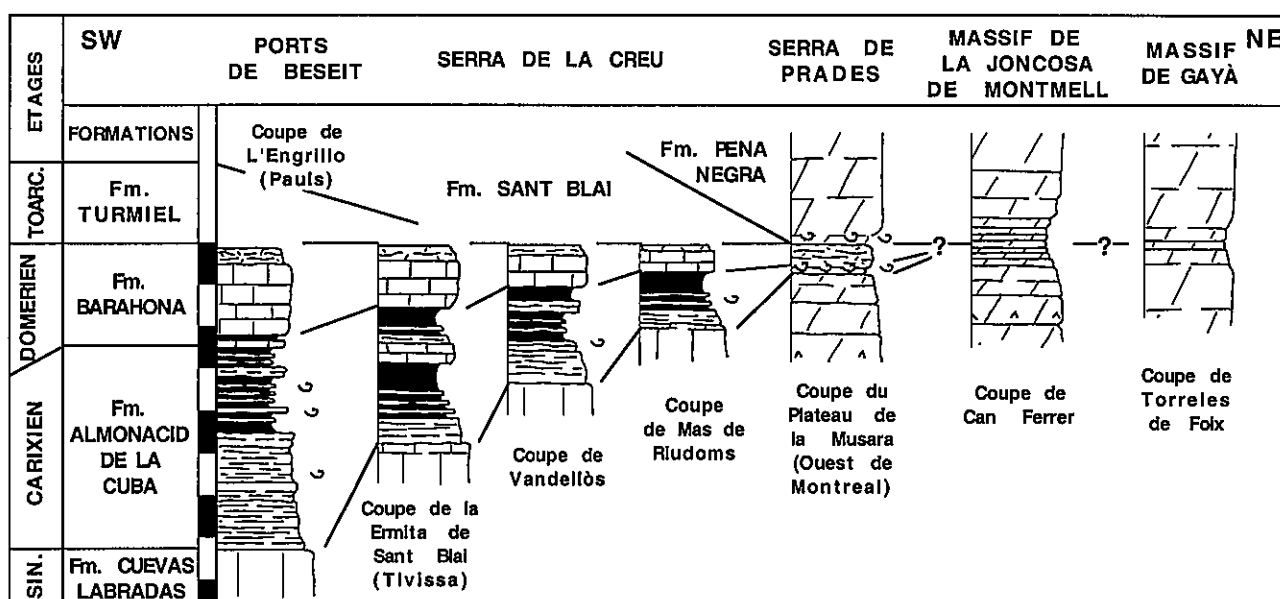 ETAGES
SW
PORTS
DE BESEIT
SERRA DE LA CREU
SERRA DE
PRADES
MASSIF DE
LA JONCOSA
DE MONTMELL
MASSIF
DE GAYÀ
NE
FORMATIONS
Coupe de
L'Engrillo
(Pauls)
Fm. SANT BLAI
Fm. PENA
NEGRA
TOARC.
Fm.
TURMIEL
DOMERIEN
Fm.
BARAHONA
?
?
CARIXIEN
Fm.
ALMONACID
DE LA
CUBA
SIN.
Fm. CUEVAS
LABRADAS
Coupe de la
Ermita de
Sant Blai
(Tivissa)
Coupe de
Vandellòs
Coupe
de Mas de
Riudoms
Coupe du
Plateau de
la Musara
(Ouest de
Montreal)
Coupe de
Can Ferrer
Coupe de
Torreles
de Foix